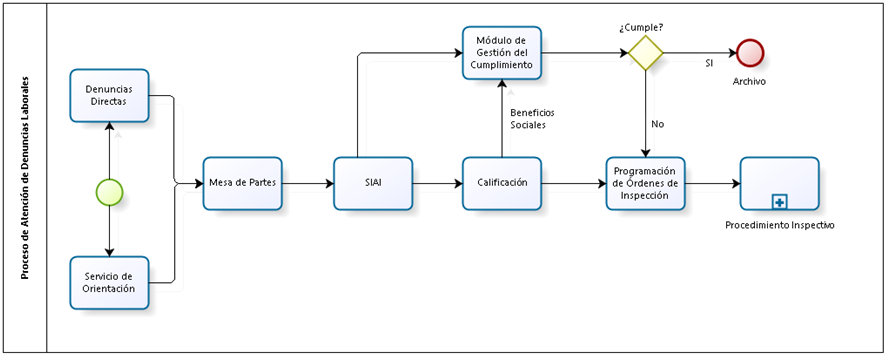 Proceso de Atención de Denuncias Laborales
Denuncias
Directas
Servicio de
Orientación
Mesa de Partes
SIAI
Módulo de
Gestión del
Cumplimiento
Beneficios
Sociales
Calificación
¿Cumple?
SI
Archivo
No
Programación
de Órdenes de
Inspección
Procedimiento Inspectivo